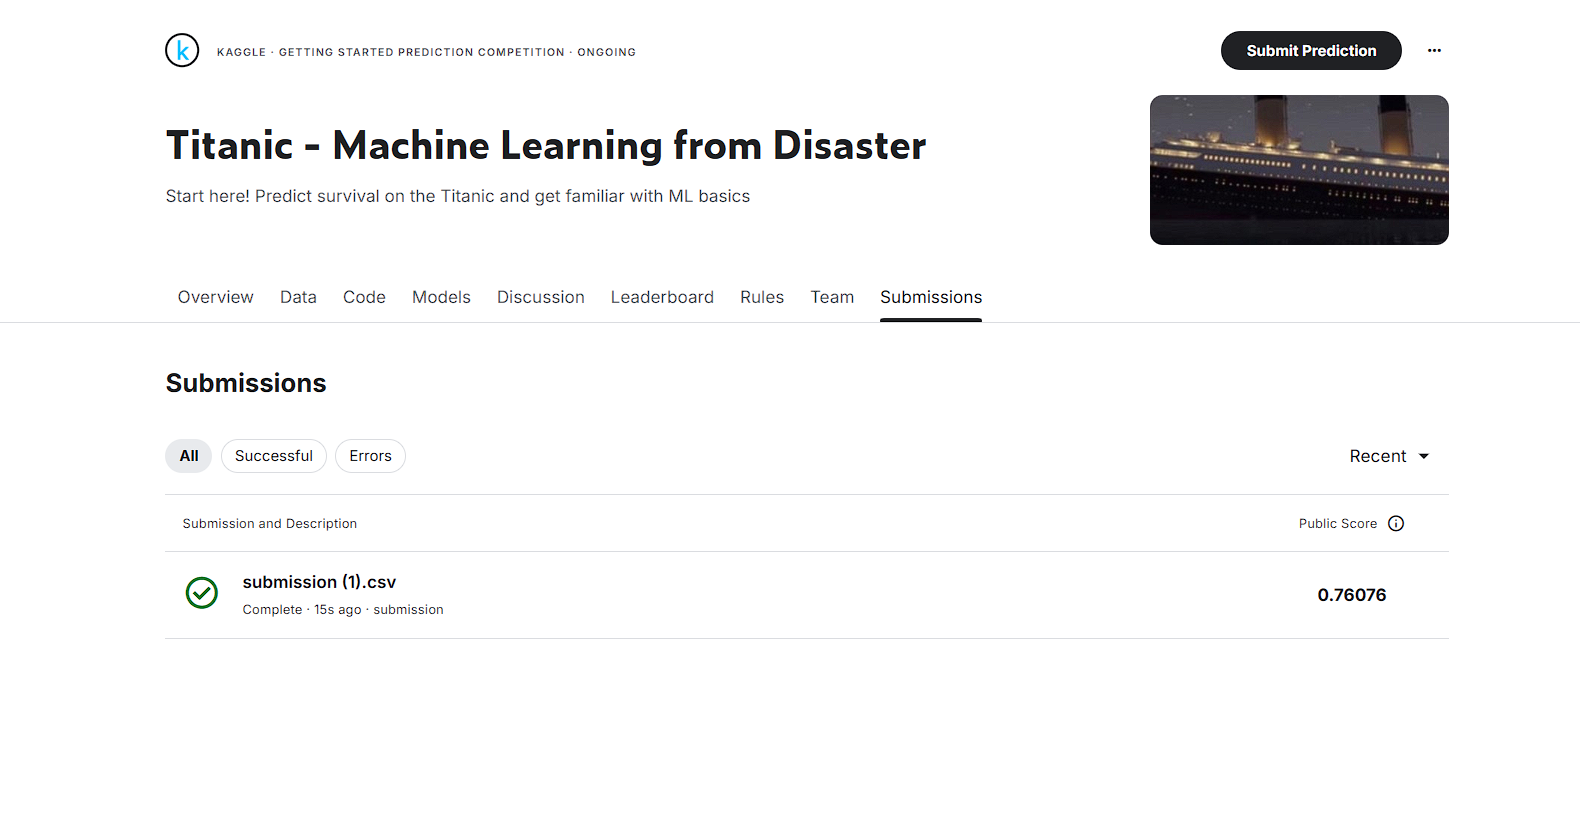 k
KAGGLE · GETTING STARTED PREDICTION COMPETITION · ONGOING
Submit Prediction
Titanic - Machine Learning from Disaster
Start here! Predict survival on the Titanic and get familiar with ML basics
Overview Data Code Models Discussion Leaderboard Rules Team Submissions
Submissions
All Successful Errors Recent
Submission and Description Public Score
submission (1).csv
Complete · 15s ago · submission
0.76076